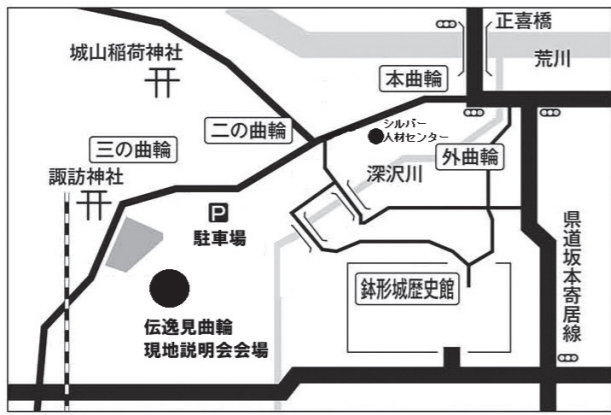 正喜橋
荒川
城山稲荷神社
本曲輪
シルバー
人材センター
二の曲輪
三の曲輪
外曲輪
諏訪神社
深沢川
P
駐車場
県道坂本寄居線
鉢形城歴史館
伝逸見曲輪
現地説明会会場